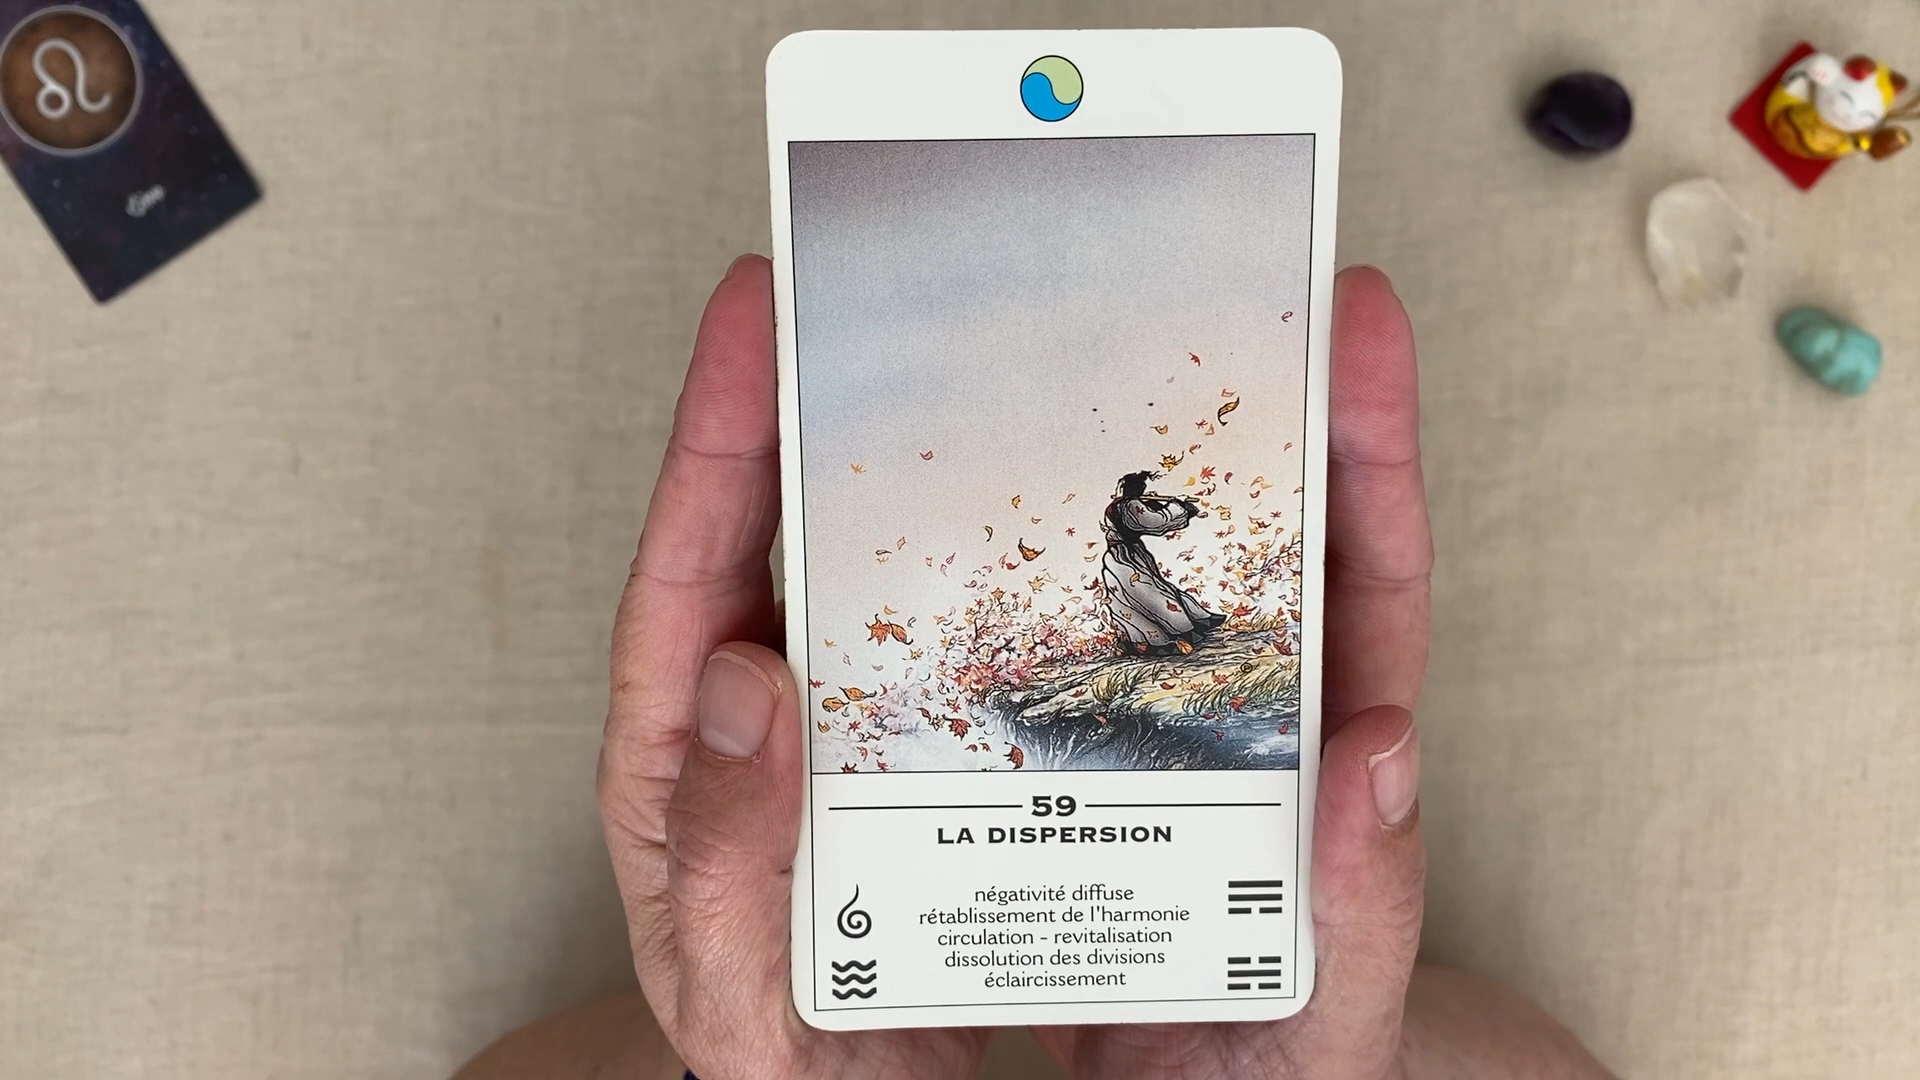 59
LA DISPERSION
négativité diffuse
rétablissement de l'harmonie
circulation - revitalisation
dissolution des divisions
éclaircissement